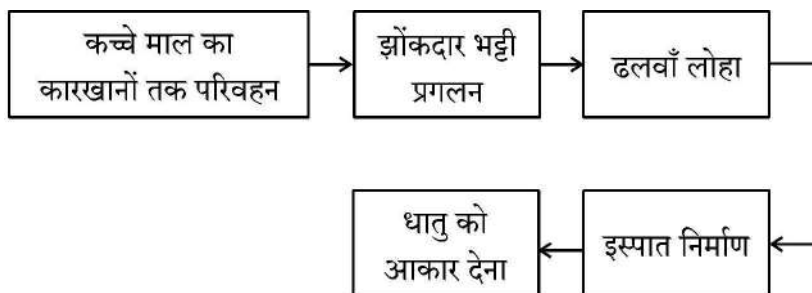 कच्चे माल का
कारखानों तक परिवहन
झोंकदार भट्टी
प्रगलन
ढलवाँ लोहा
इस्पात निर्माण
धातु को
आकार देना